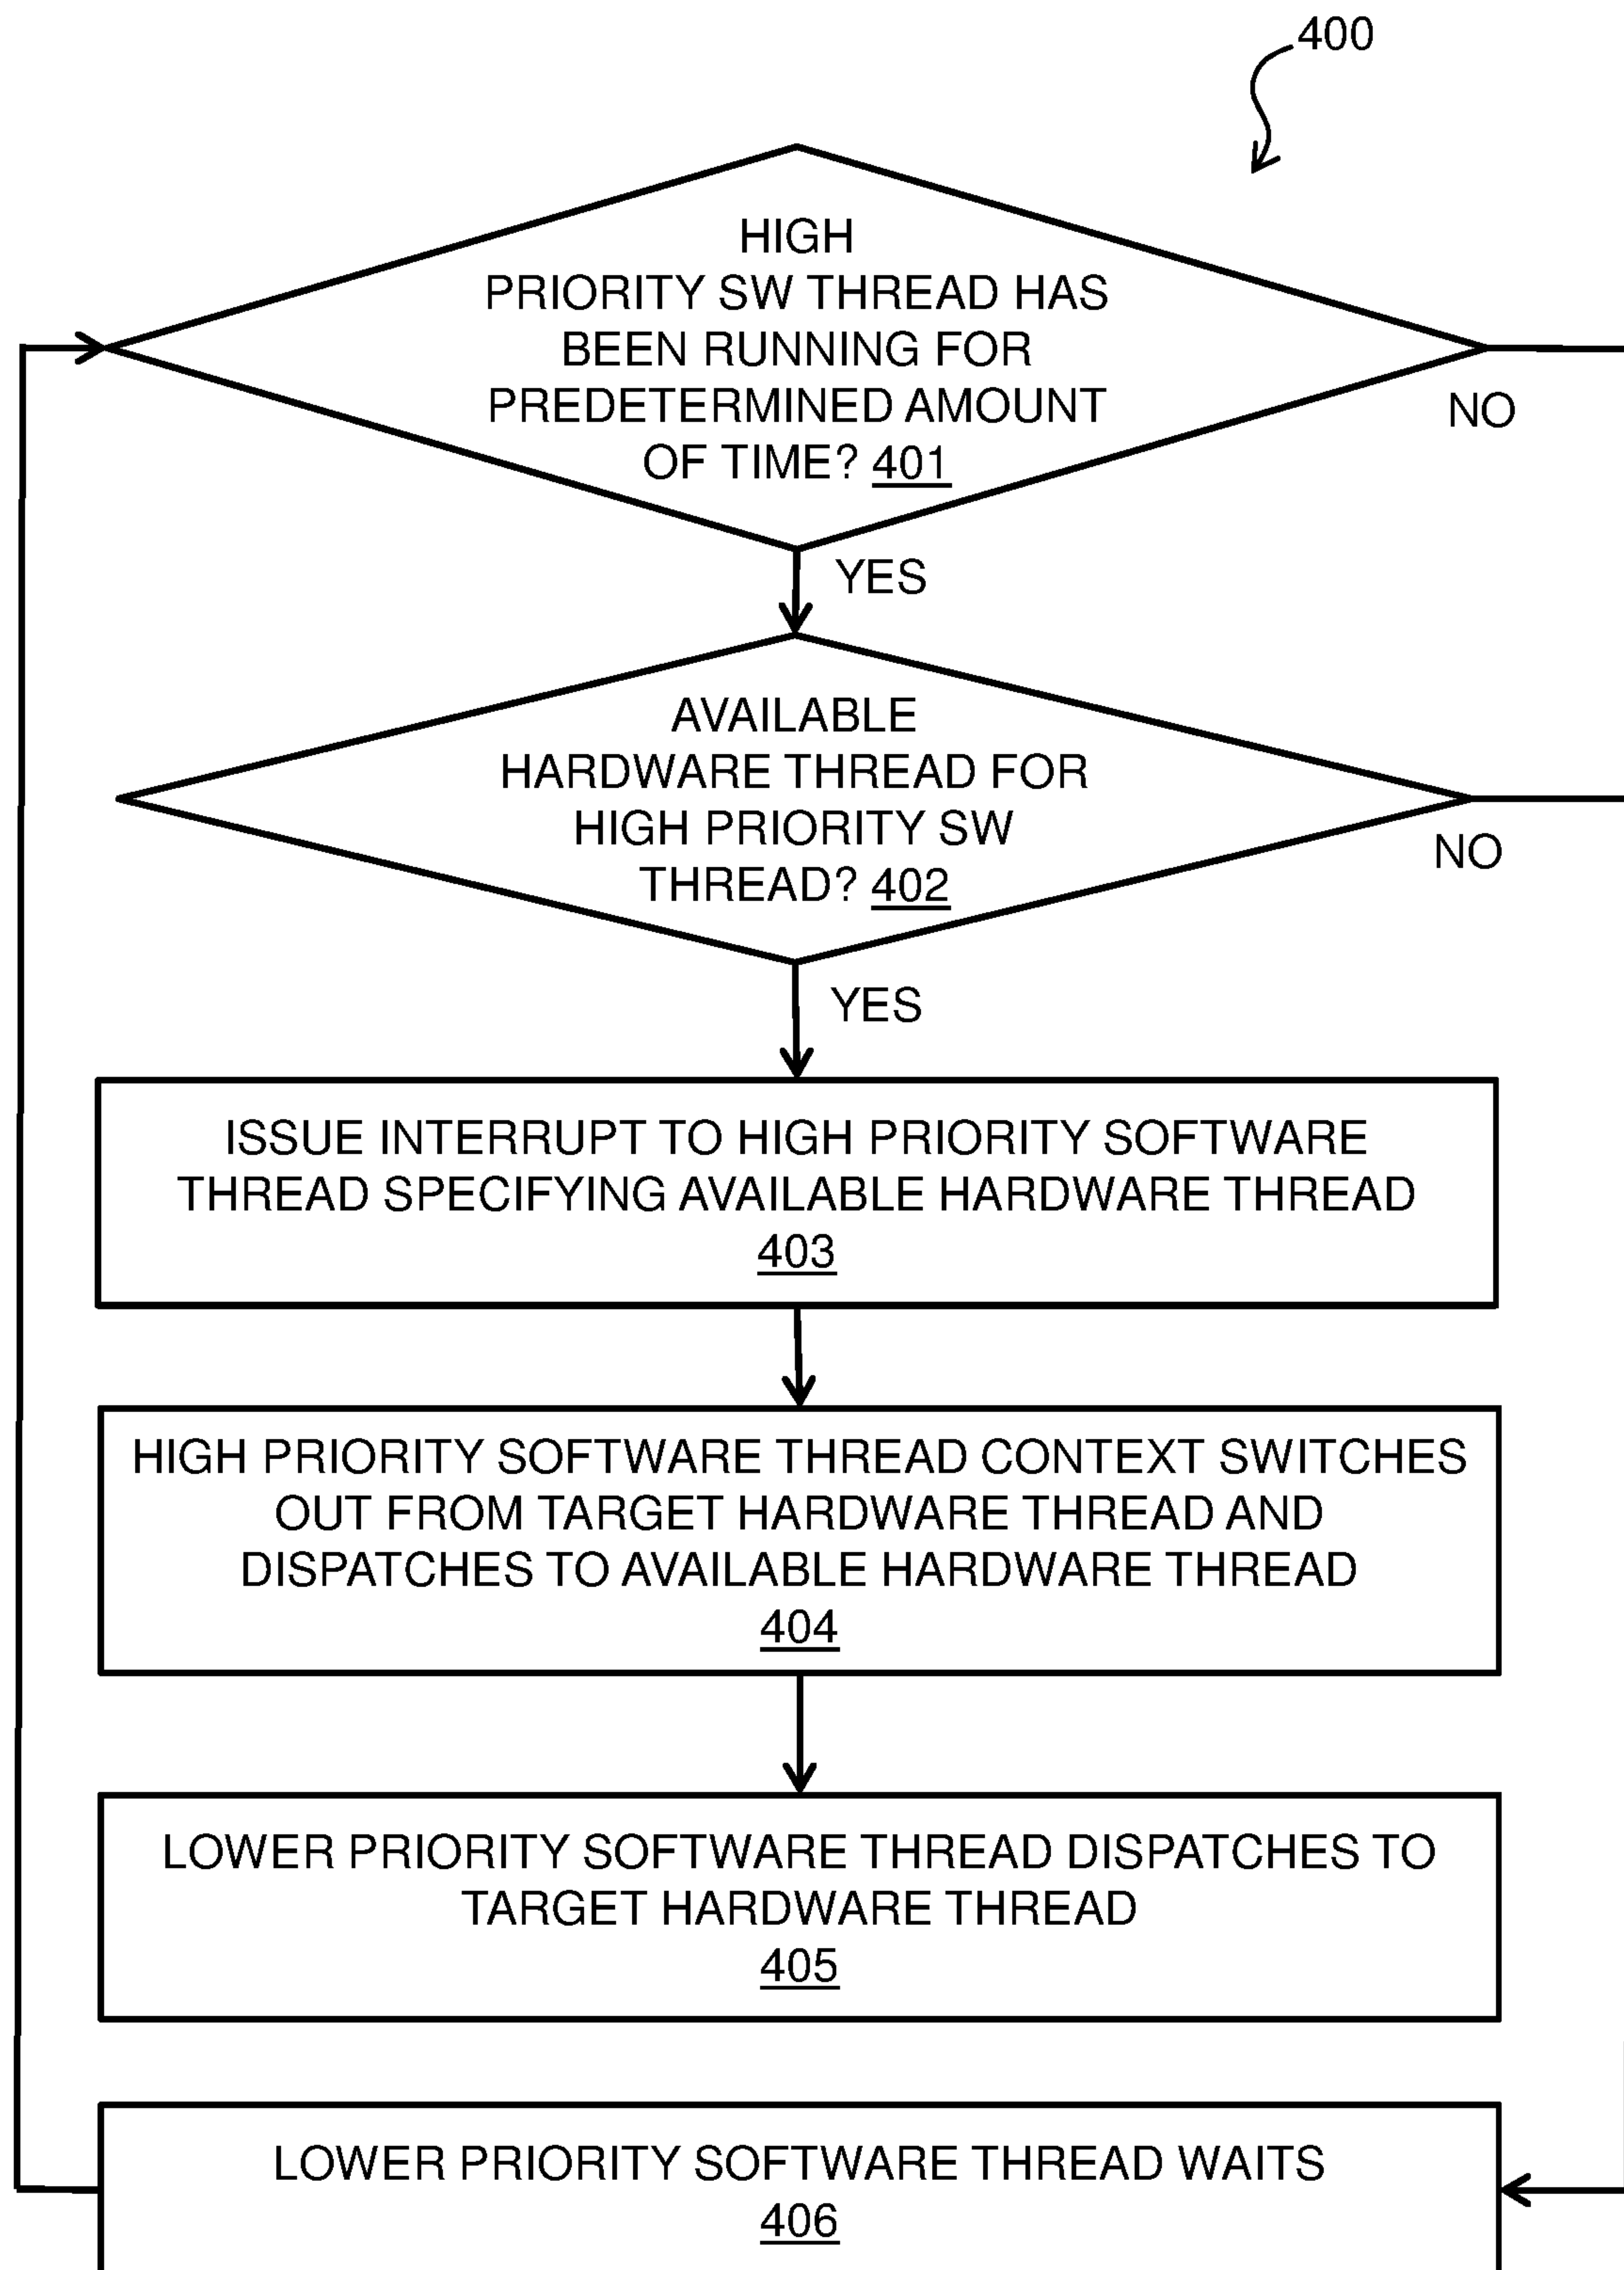 400
HIGH
PRIORITY SW THREAD HAS
BEEN RUNNING FOR
PREDETERMINED AMOUNT
OF TIME? 401
NO
YES
AVAILABLE
HARDWARE THREAD FOR
HIGH PRIORITY SW
THREAD? 402
NO
YES
ISSUE INTERRUPT TO HIGH PRIORITY SOFTWARE
THREAD SPECIFYING AVAILABLE HARDWARE THREAD
403
HIGH PRIORITY SOFTWARE THREAD CONTEXT SWITCHES
OUT FROM TARGET HARDWARE THREAD AND
DISPATCHES TO AVAILABLE HARDWARE THREAD
404
LOWER PRIORITY SOFTWARE THREAD DISPATCHES TO
TARGET HARDWARE THREAD
405
LOWER PRIORITY SOFTWARE THREAD WAITS
406